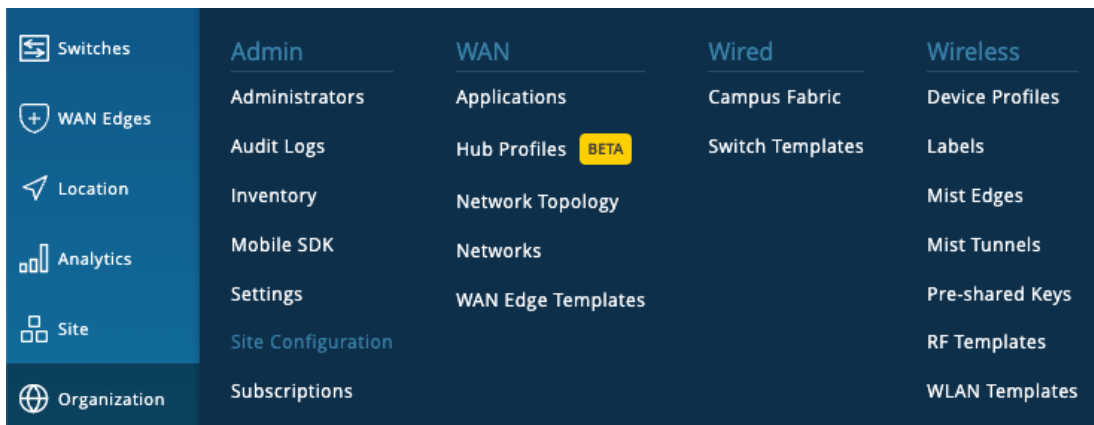 Switches
WAN Edges
Location
Analytics
Site
Organization
Admin
Administrators
Audit Logs
Inventory
Mobile SDK
Settings
Site Configuration
Subscriptions
WAN
Applications
Hub Profiles BETA
Network Topology
Networks
WAN Edge Templates
Wired
Campus Fabric
Switch Templates
Wireless
Device Profiles
Labels
Mist Edges
Mist Tunnels
Pre-shared Keys
RF Templates
WLAN Templates